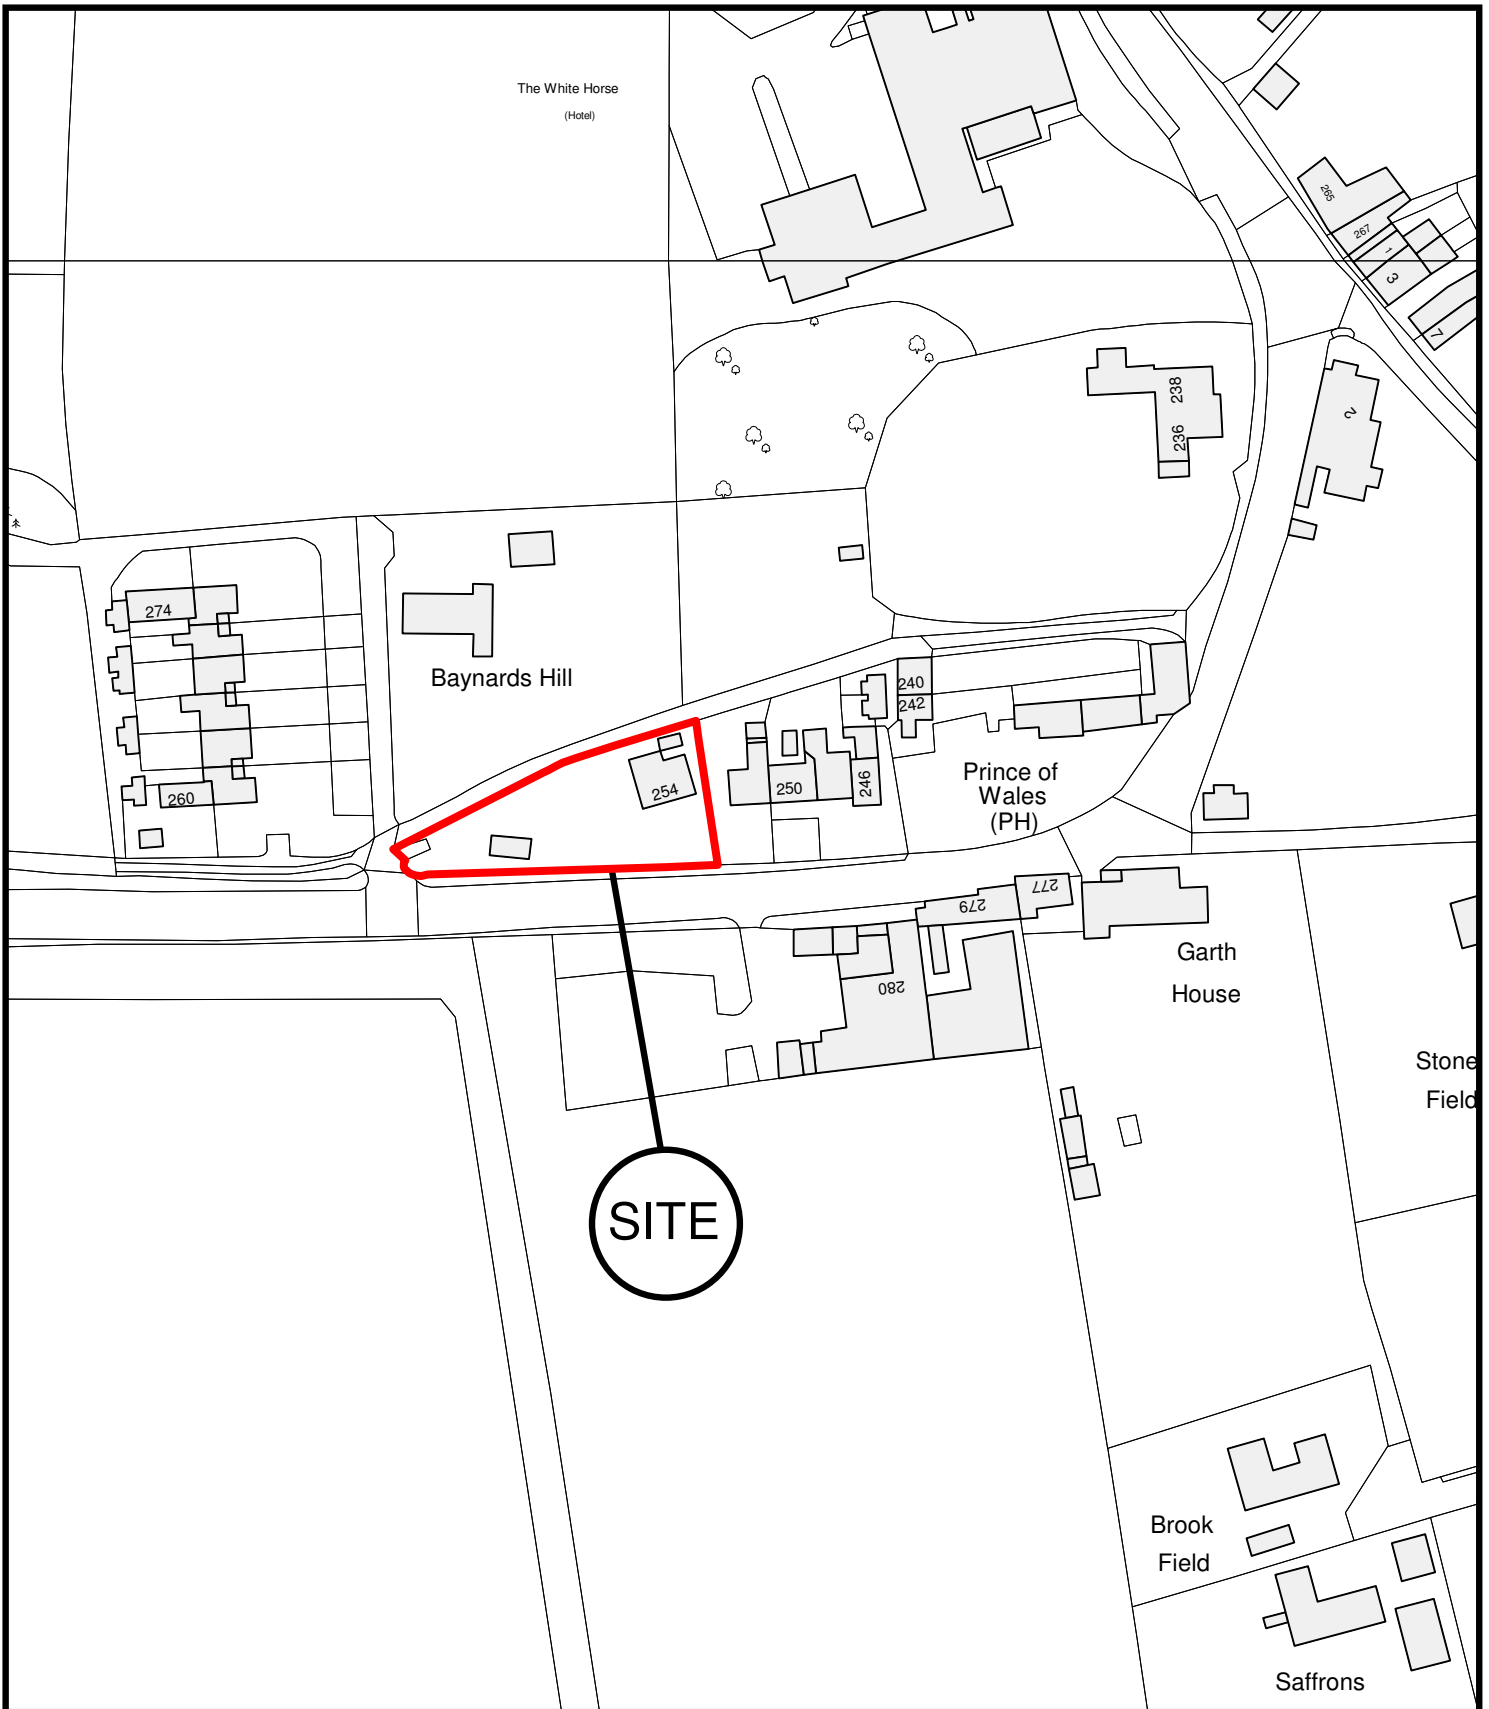 The White Horse
(Hotel)
265
267
1
3
7
2
238
236
274
Baynards Hill
240
242
254
250
246
260
Prince of
Wales
(PH)
277
279
280
Garth
House
Stone
Field
SITE
Brook
Field
Saffrons